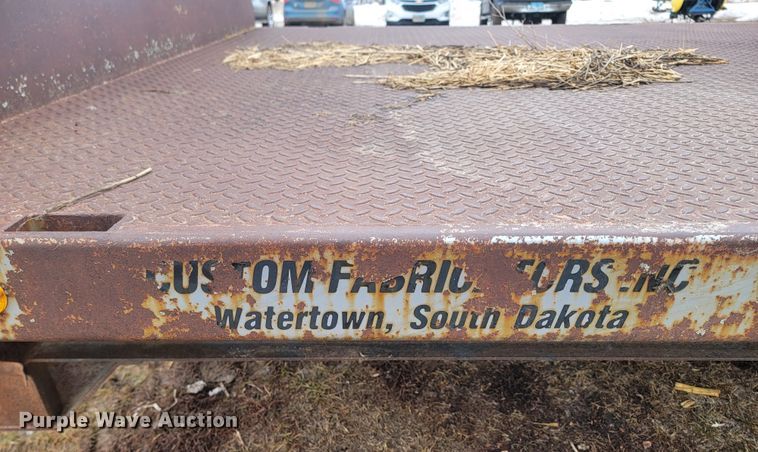 CUSTOM FABRICATORS INC
Watertown, South Dakota
Purple Wave Auction